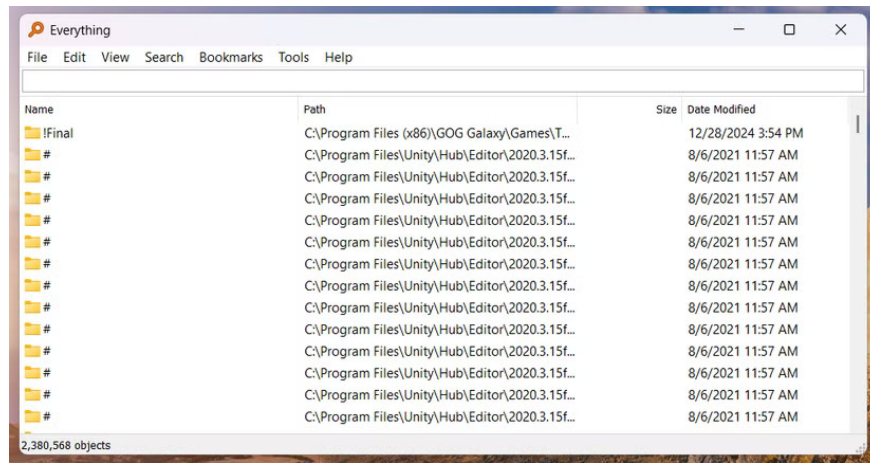 Everything
File Edit View Search Bookmarks Tools Help
Name Path Size Date Modified
!Final C:\Program Files (x86)\GOG Galaxy\Games\T... 12/28/2024 3:54 PM
# C:\Program Files\Unity\Hub\Editor\2020.3.15f... 8/6/2021 11:57 AM
# C:\Program Files\Unity\Hub\Editor\2020.3.15f... 8/6/2021 11:57 AM
# C:\Program Files\Unity\Hub\Editor\2020.3.15f... 8/6/2021 11:57 AM
# C:\Program Files\Unity\Hub\Editor\2020.3.15f... 8/6/2021 11:57 AM
# C:\Program Files\Unity\Hub\Editor\2020.3.15f... 8/6/2021 11:57 AM
# C:\Program Files\Unity\Hub\Editor\2020.3.15f... 8/6/2021 11:57 AM
# C:\Program Files\Unity\Hub\Editor\2020.3.15f... 8/6/2021 11:57 AM
# C:\Program Files\Unity\Hub\Editor\2020.3.15f... 8/6/2021 11:57 AM
# C:\Program Files\Unity\Hub\Editor\2020.3.15f... 8/6/2021 11:57 AM
# C:\Program Files\Unity\Hub\Editor\2020.3.15f... 8/6/2021 11:57 AM
# C:\Program Files\Unity\Hub\Editor\2020.3.15f... 8/6/2021 11:57 AM
# C:\Program Files\Unity\Hub\Editor\2020.3.15f... 8/6/2021 11:57 AM
# C:\Program Files\Unity\Hub\Editor\2020.3.15f... 8/6/2021 11:57 AM
2,380,568 objects